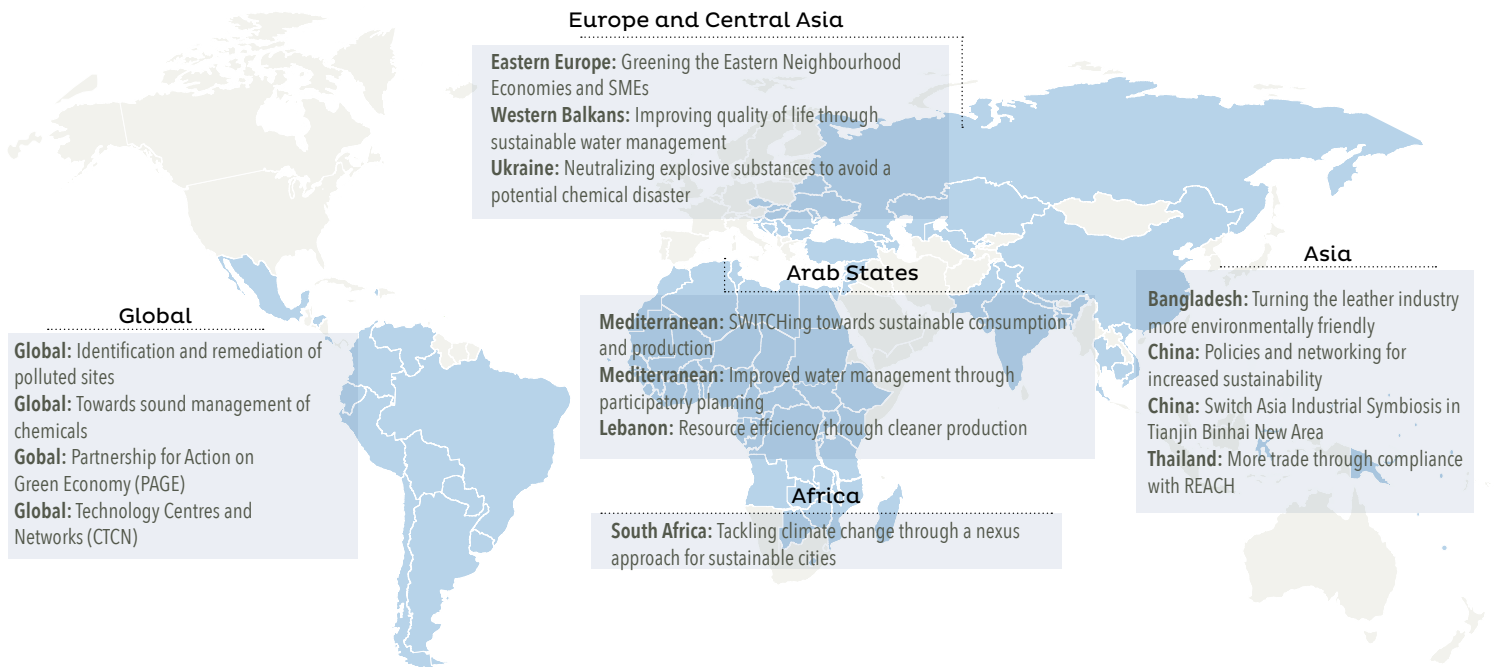 Europe and Central Asia
Eastern Europe: Greening the Eastern Neighbourhood
Economies and SMEs
Western Balkans: Improving quality of life through
sustainable water management
Ukraine: Neutralizing explosive substances to avoid a
potential chemical disaster
Arab States
Mediterranean: SWITCHing towards sustainable consumption
and production
Mediterranean: Improved water management through
participatory planning
Lebanon: Resource efficiency through cleaner production
Asia
Bangladesh: Turning the leather industry
more environmentally friendly
China: Policies and networking for
increased sustainability
China: Switch Asia Industrial Symbiosis in
Tianjin Binhai New Area
Thailand: More trade through compliance
with REACH
Global
Global: Identification and remediation of
polluted sites
Global: Towards sound management of
chemicals
Gobal: Partnership for Action on
Green Economy (PAGE)
Global: Technology Centres and
Networks (CTCN)
Africa
South Africa: Tackling climate change through a nexus
approach for sustainable cities